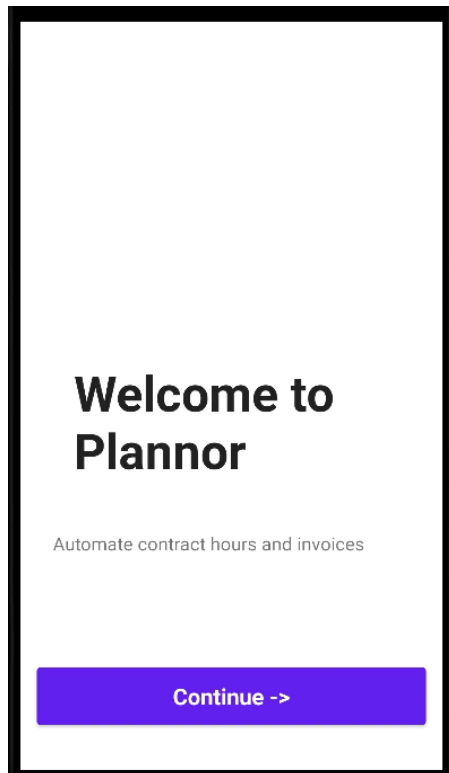 Welcome to
Plannor
Automate contract hours and invoices
Continue ->